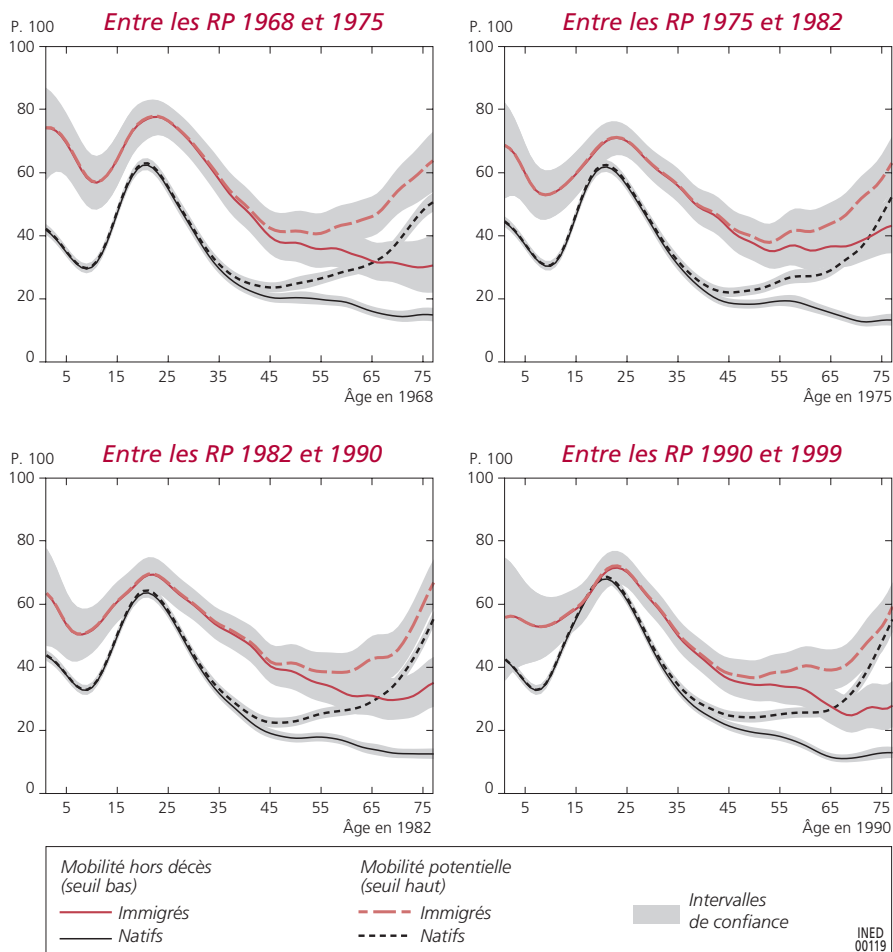 P. 100
Entre les RP 1968 et 1975
100
80
60
40
20
0
5 15 25 35 45 55 65 75
Âge en 1968
P. 100
Entre les RP 1975 et 1982
100
80
60
40
20
0
5 15 25 35 45 55 65 75
Âge en 1975
P. 100
Entre les RP 1982 et 1990
100
80
60
40
20
0
5 15 25 35 45 55 65 75
Âge en 1982
P. 100
Entre les RP 1990 et 1999
100
80
60
40
20
0
5 15 25 35 45 55 65 75
Âge en 1990
Mobilité hors décès
(seuil bas)
Immigrés
Natifs
Mobilité potentielle
(seuil haut)
Immigrés
Natifs
Intervalles
de confiance
INED
00119